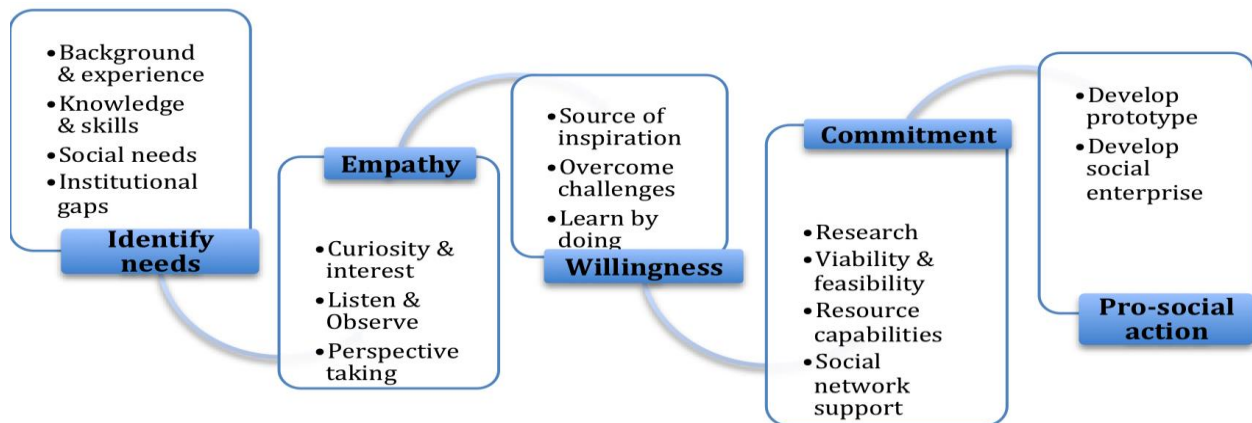 •Background
& experience
•Knowledge
& skills
•Social needs
•Institutional
gaps
Identify
needs
Empathy
•Curiosity &
interest
•Listen &
Observe
•Perspective
taking
•Source of
inspiration
•Overcome
challenges
•Learn by
doing
Willingness
Commitment
•Research
•Viability &
feasibility
•Resource
capabilities
•Social
network
support
•Develop
prototype
•Develop
social
enterprise
Pro-social
action